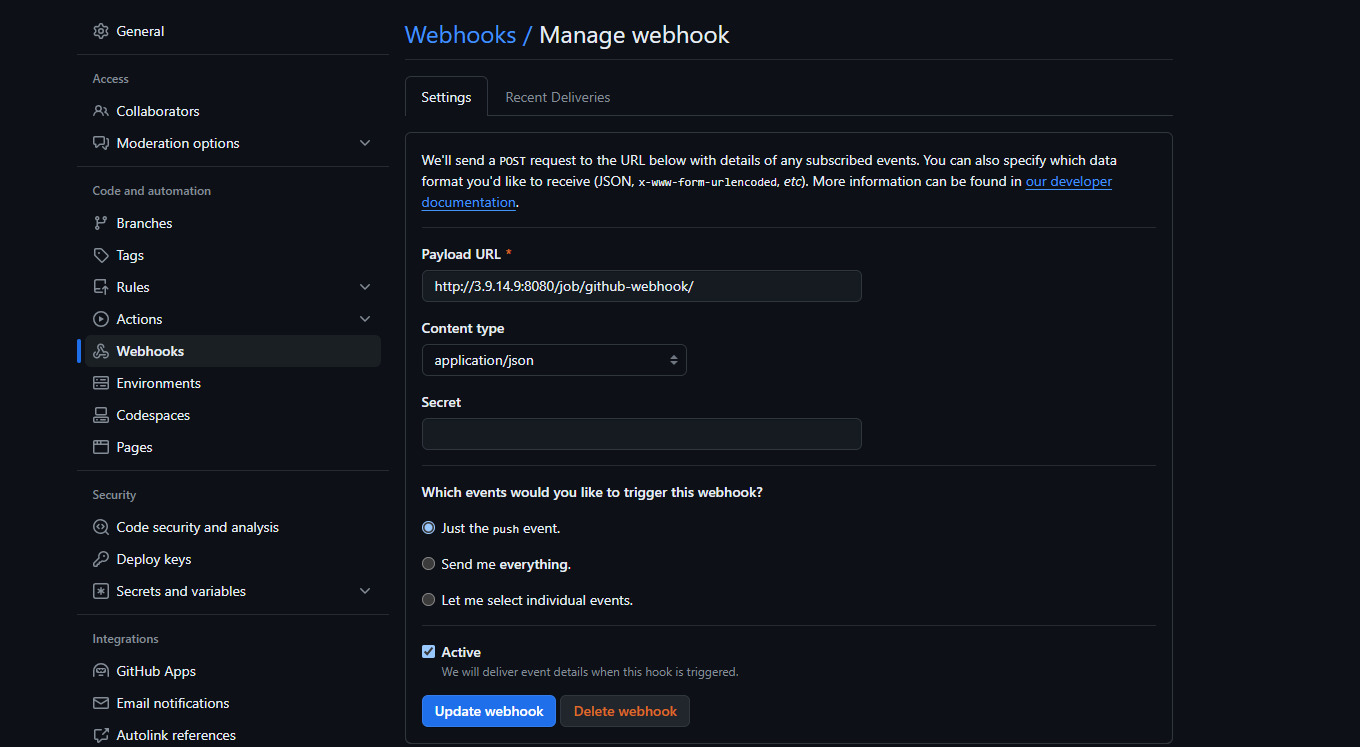 General
Access
Collaborators
Moderation options
Code and automation
Branches
Tags
Rules
Actions
Webhooks
Environments
Codespaces
Pages
Security
Code security and analysis
Deploy keys
Secrets and variables
Integrations
GitHub Apps
Email notifications
Autolink references
Webhooks / Manage webhook
Settings
Recent Deliveries
We'll send a POST request to the URL below with details of any subscribed events. You can also specify which data
format you'd like to receive (JSON, x-www-form-urlencoded, etc). More information can be found in our developer
documentation.
Payload URL *
http://3.9.14.9:8080/job/github-webhook/
Content type
application/json
Secret
Which events would you like to trigger this webhook?
Just the push event.
Send me everything.
Let me select individual events.
Active
We will deliver event details when this hook is triggered.
Update webhook
Delete webhook